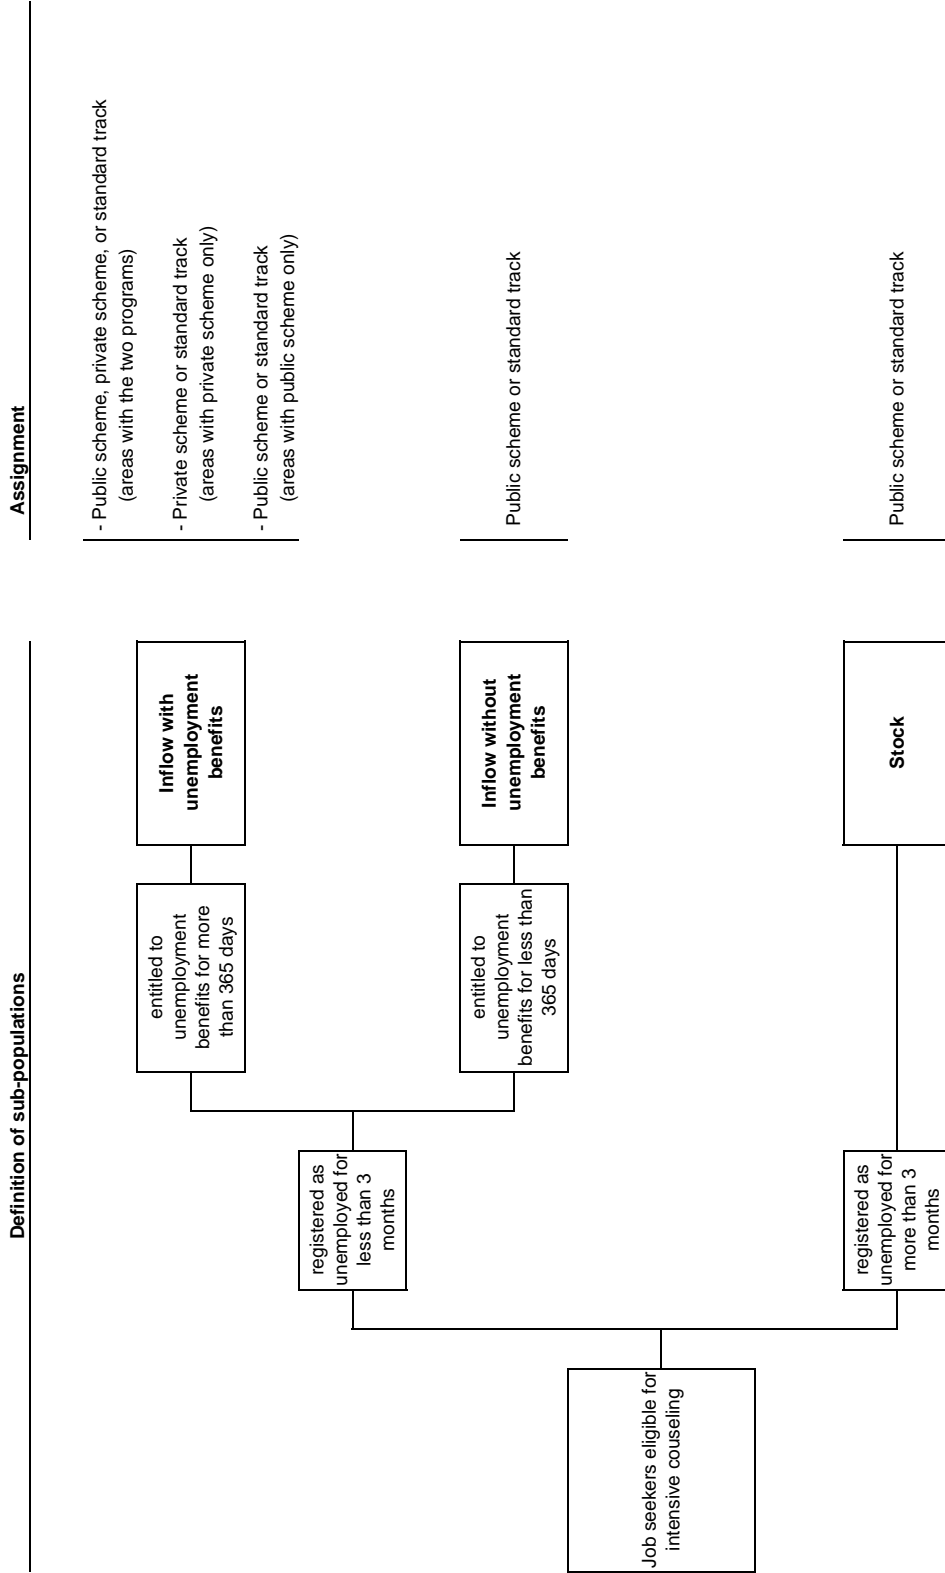 Definition of sub-populations
Assignment
Job seekers eligible for
intensive couseling
registered as
unemployed for
less than 3
months
entitled to
unemployment
benefits for more
than 365 days
Inflow with
unemployment
benefits
- Public scheme, private scheme, or standard track
(areas with the two programs)
- Private scheme or standard track
(areas with private scheme only)
- Public scheme or standard track
(areas with public scheme only)
entitled to
unemployment
benefits for less than
365 days
Inflow without
unemployment
benefits
Public scheme or standard track
registered as
unemployed for
more than 3
months
Stock
Public scheme or standard track